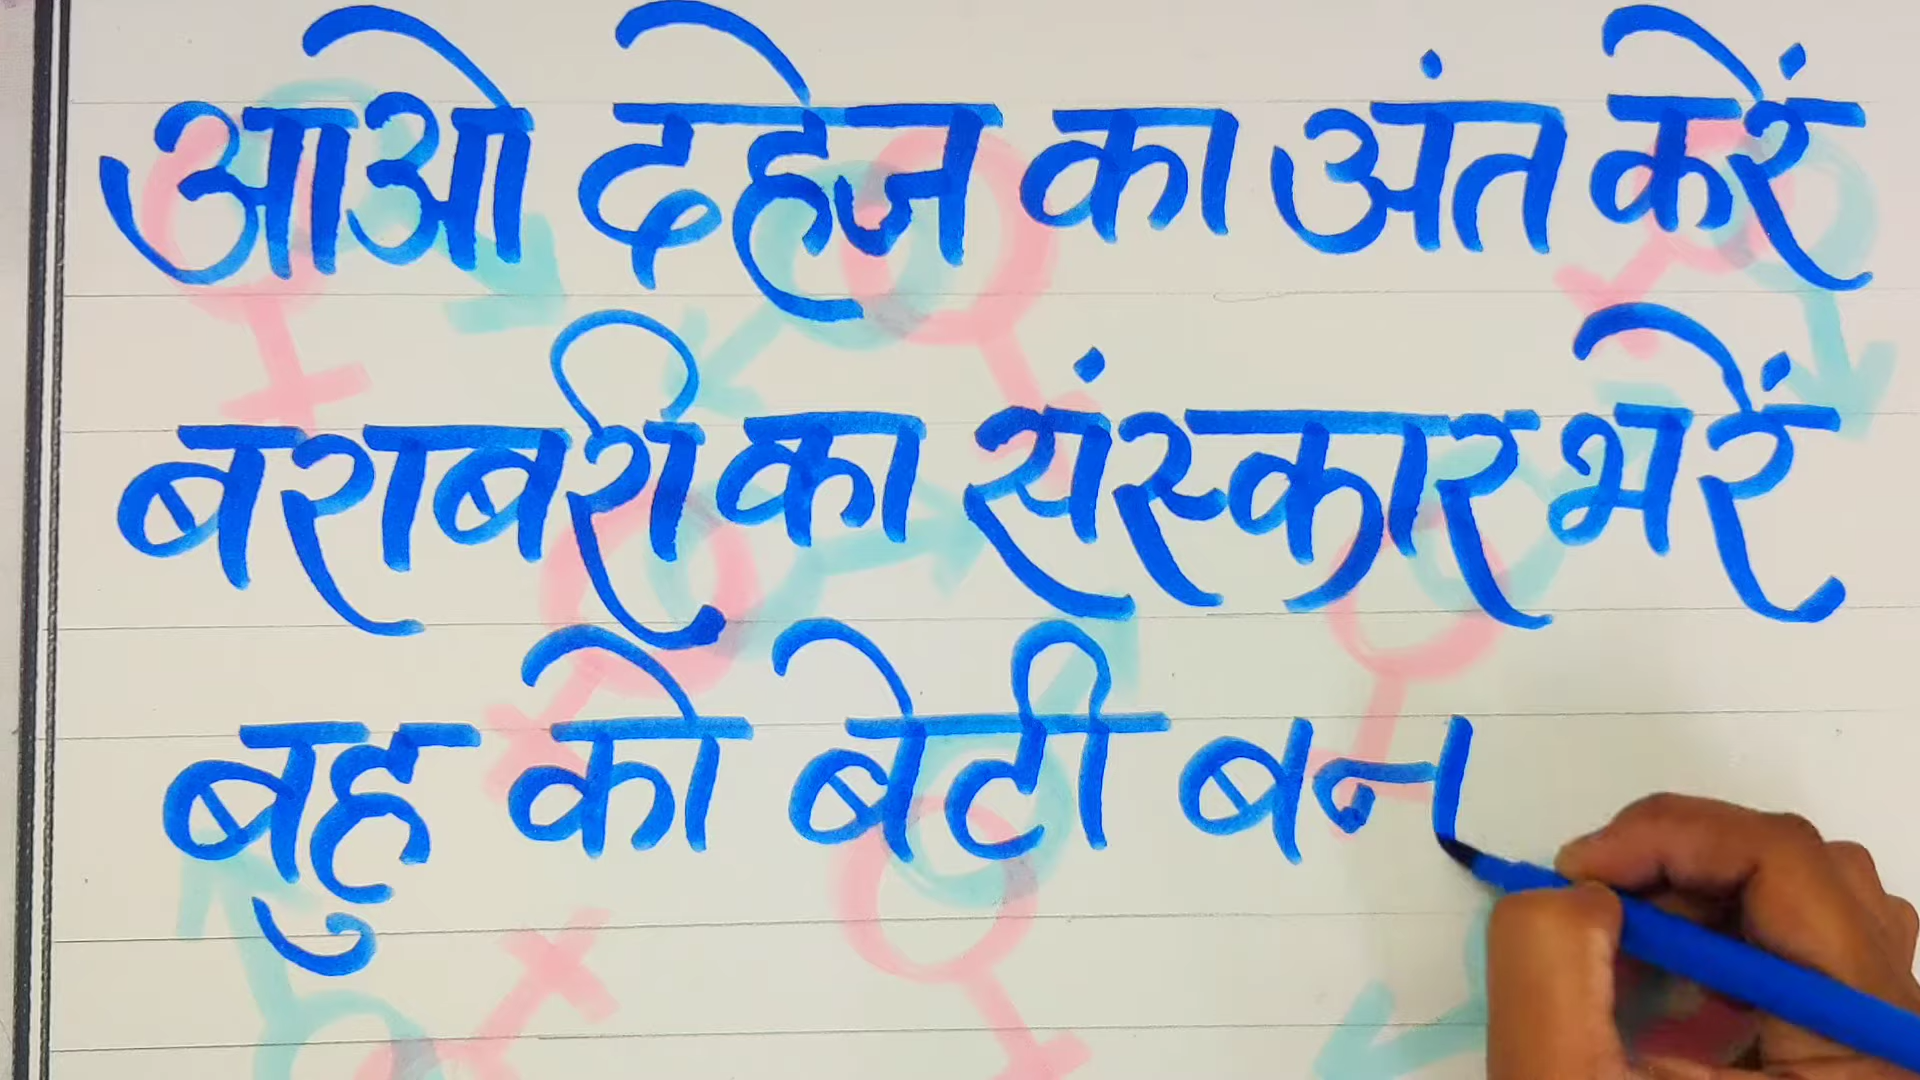 आओ दहेज का अंत करें
बराबरी का संस्कार भरें
बहु को बेटी बन